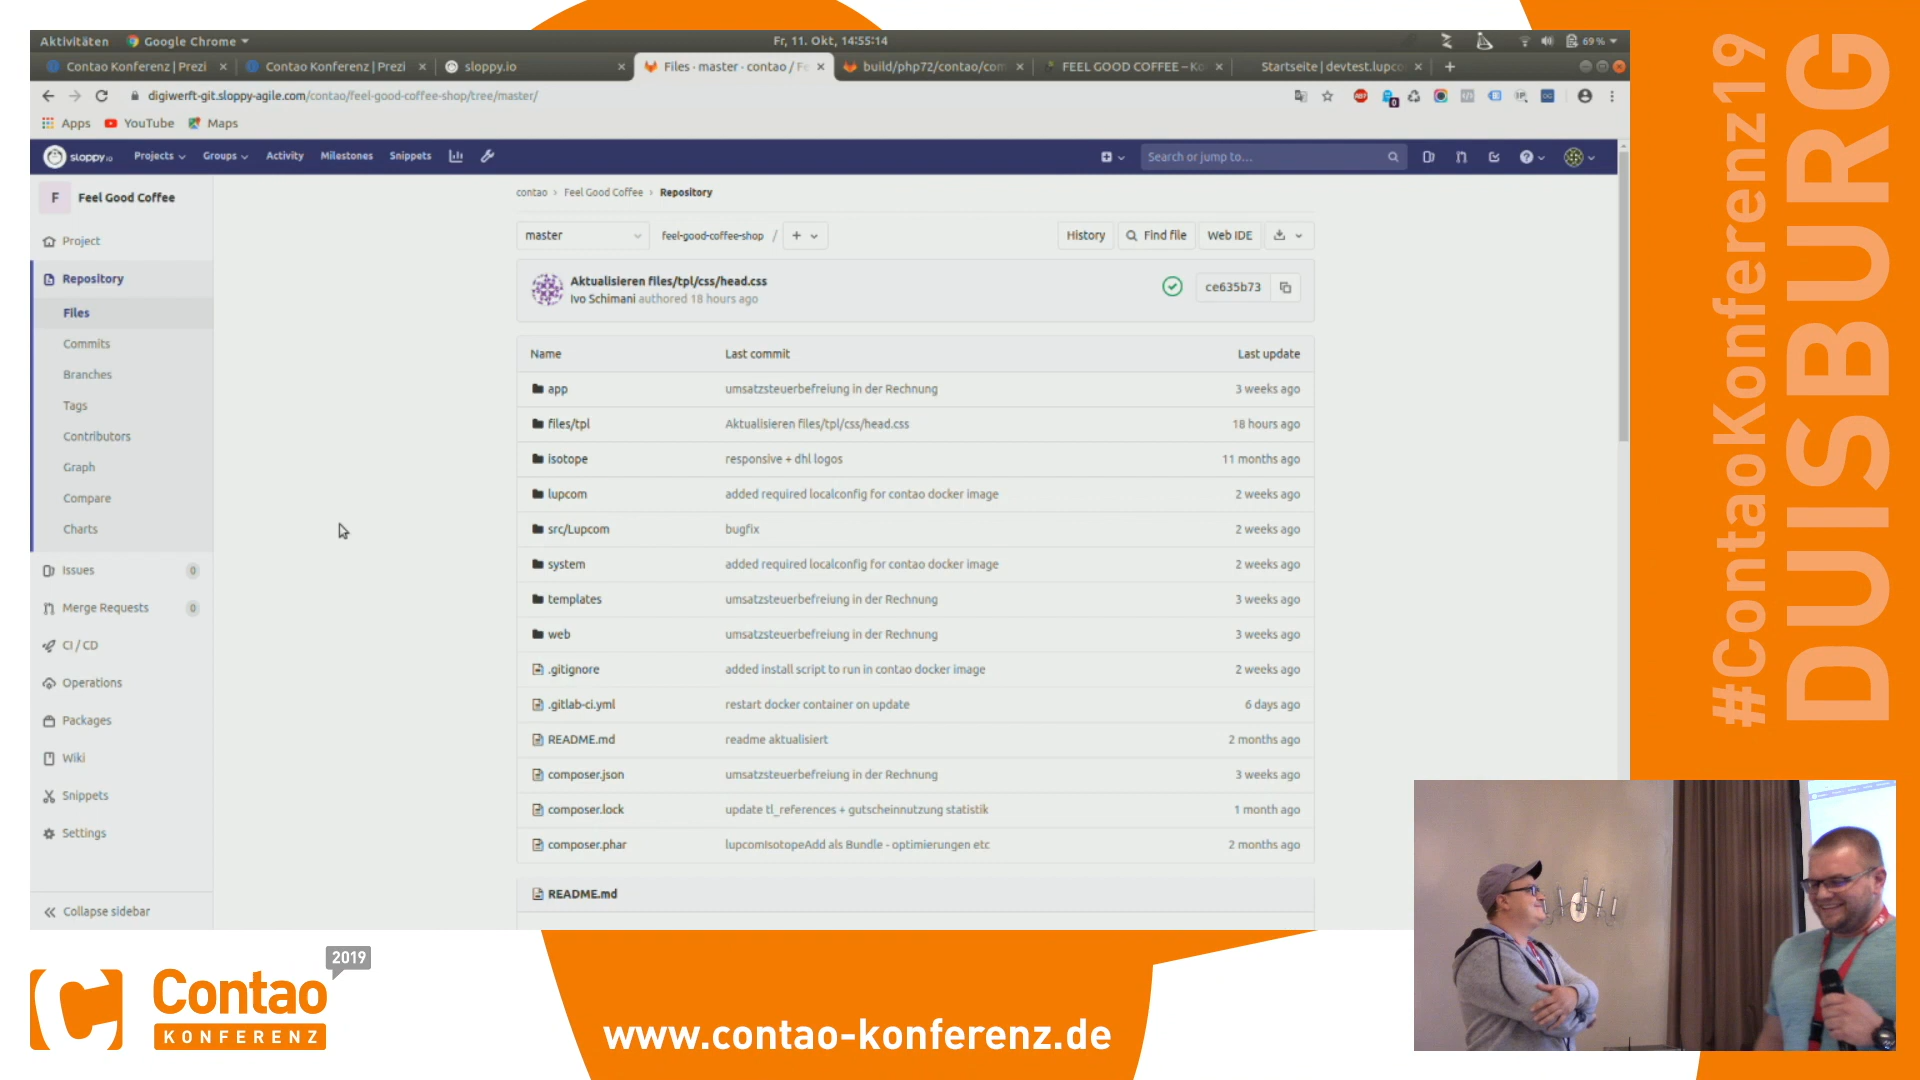 Aktivitäten
Google Chrome
Fr, 11. Okt, 14:55:14
69 %
Contao Konferenz | Prezi
Contao Konferenz | Prezi
sloppy.io
Files · master · contao / Fe
build/php72/contao/com
FEEL GOOD COFFEE – Ko
Startseite | devtest.lupco
digiwerft-git.sloppy-agile.com/contao/feel-good-coffee-shop/tree/master/
Apps
YouTube
Maps
sloppy.io
Projects
Groups
Activity
Milestones
Snippets
Search or jump to...
F
Feel Good Coffee
Project
Repository
Files
Commits
Branches
Tags
Contributors
Graph
Compare
Charts
Issues 0
Merge Requests 0
CI / CD
Operations
Packages
Wiki
Snippets
Settings
Collapse sidebar
contao > Feel Good Coffee > Repository
master
feel-good-coffee-shop /
+
History
Find file
Web IDE
Aktualisieren files/tpl/css/head.css
Ivo Schimani authored 18 hours ago
ce635b73
Name Last commit Last update
app umsatzsteuerbefreiung in der Rechnung 3 weeks ago
files/tpl Aktualisieren files/tpl/css/head.css 18 hours ago
isotope responsive + dhl logos 11 months ago
lupcom added required localconfig for contao docker image 2 weeks ago
src/Lupcom bugfix 2 weeks ago
system added required localconfig for contao docker image 2 weeks ago
templates umsatzsteuerbefreiung in der Rechnung 3 weeks ago
web umsatzsteuerbefreiung in der Rechnung 3 weeks ago
.gitignore added install script to run in contao docker image 2 weeks ago
.gitlab-ci.yml restart docker container on update 6 days ago
README.md readme aktualisiert 2 months ago
composer.json umsatzsteuerbefreiung in der Rechnung 3 weeks ago
composer.lock update tl_references + gutscheinnutzung statistik 1 month ago
composer.phar lupcomIsotopeAdd als Bundle - optimierungen etc 2 months ago
README.md
#ContaoKonferenz19
DUISBURG
Contao
2019
KONFERENZ
www.contao-konferenz.de